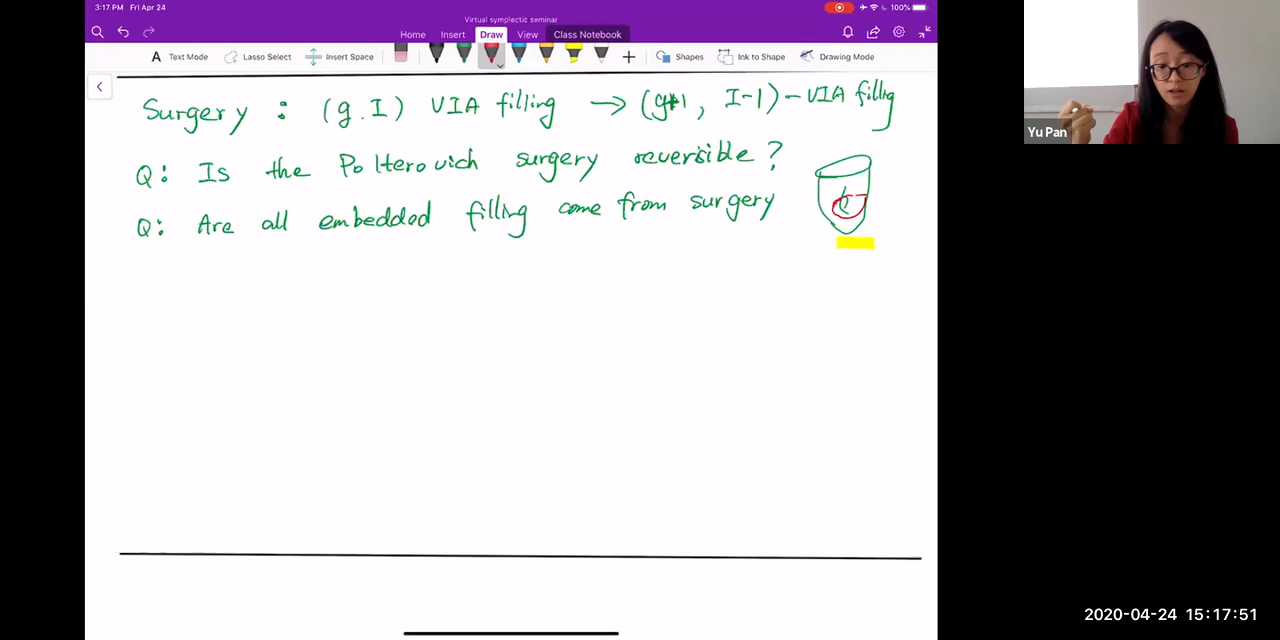 3:17 PM Fri Apr 24
100%
Virtual symplectic seminar
Home Insert Draw View Class Notebook
Text Mode Lasso Select Insert Space Shapes Ink to Shape Drawing Mode
Surgery : (g. I) VIA filling → (g+1, I-1) - VIA filling
Q: Is the Polterovich surgery reversible?
Q: Are all embedded filling come from surgery
Yu Pan
2020-04-24 15:17:51